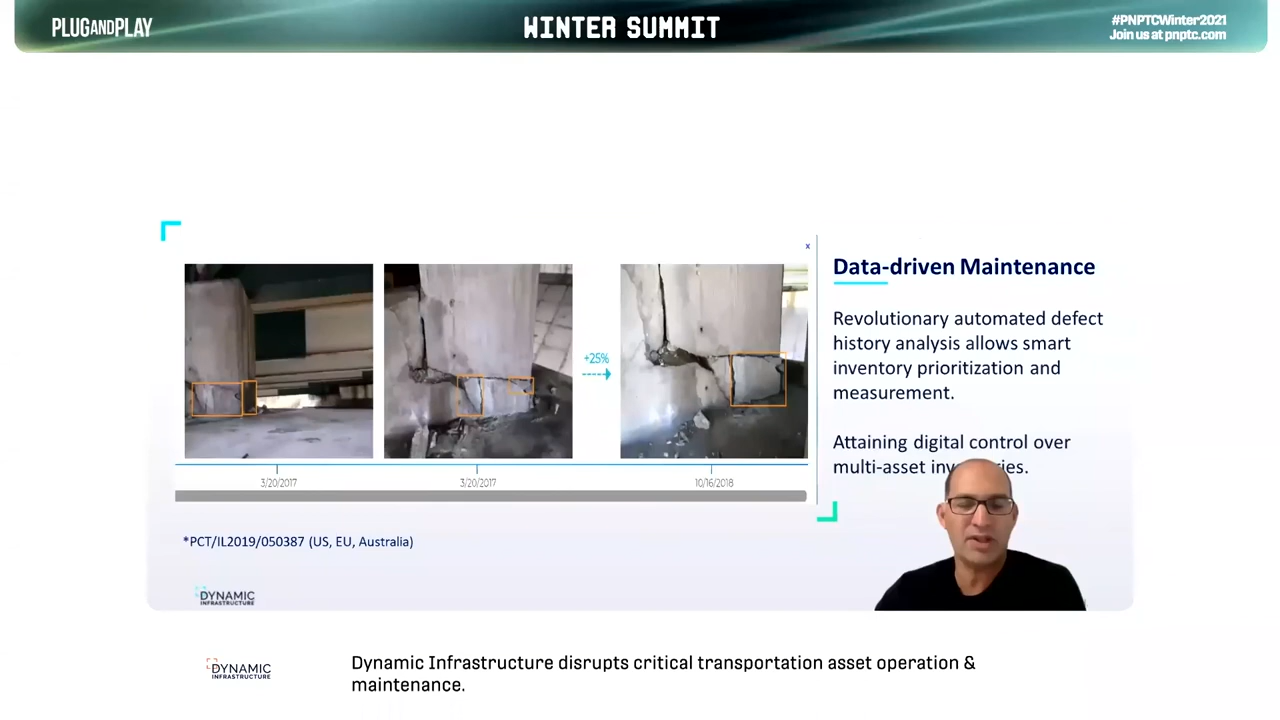 PLUGANDPLAY
WINTER SUMMIT
#PNPTCWinter2021
Join us at pnptc.com
x
Data-driven Maintenance
Revolutionary automated defect
history analysis allows smart
inventory prioritization and
measurement.
Attaining digital control over
multi-asset
+25%
3/20/2017
3/20/2017
10/16/2018
*PCT/IL2019/050387 (US, EU, Australia)
DYNAMIC
INFRASTRUCTURE
DYNAMIC
INFRASTRUCTURE
Dynamic Infrastructure disrupts critical transportation asset operation &
maintenance.